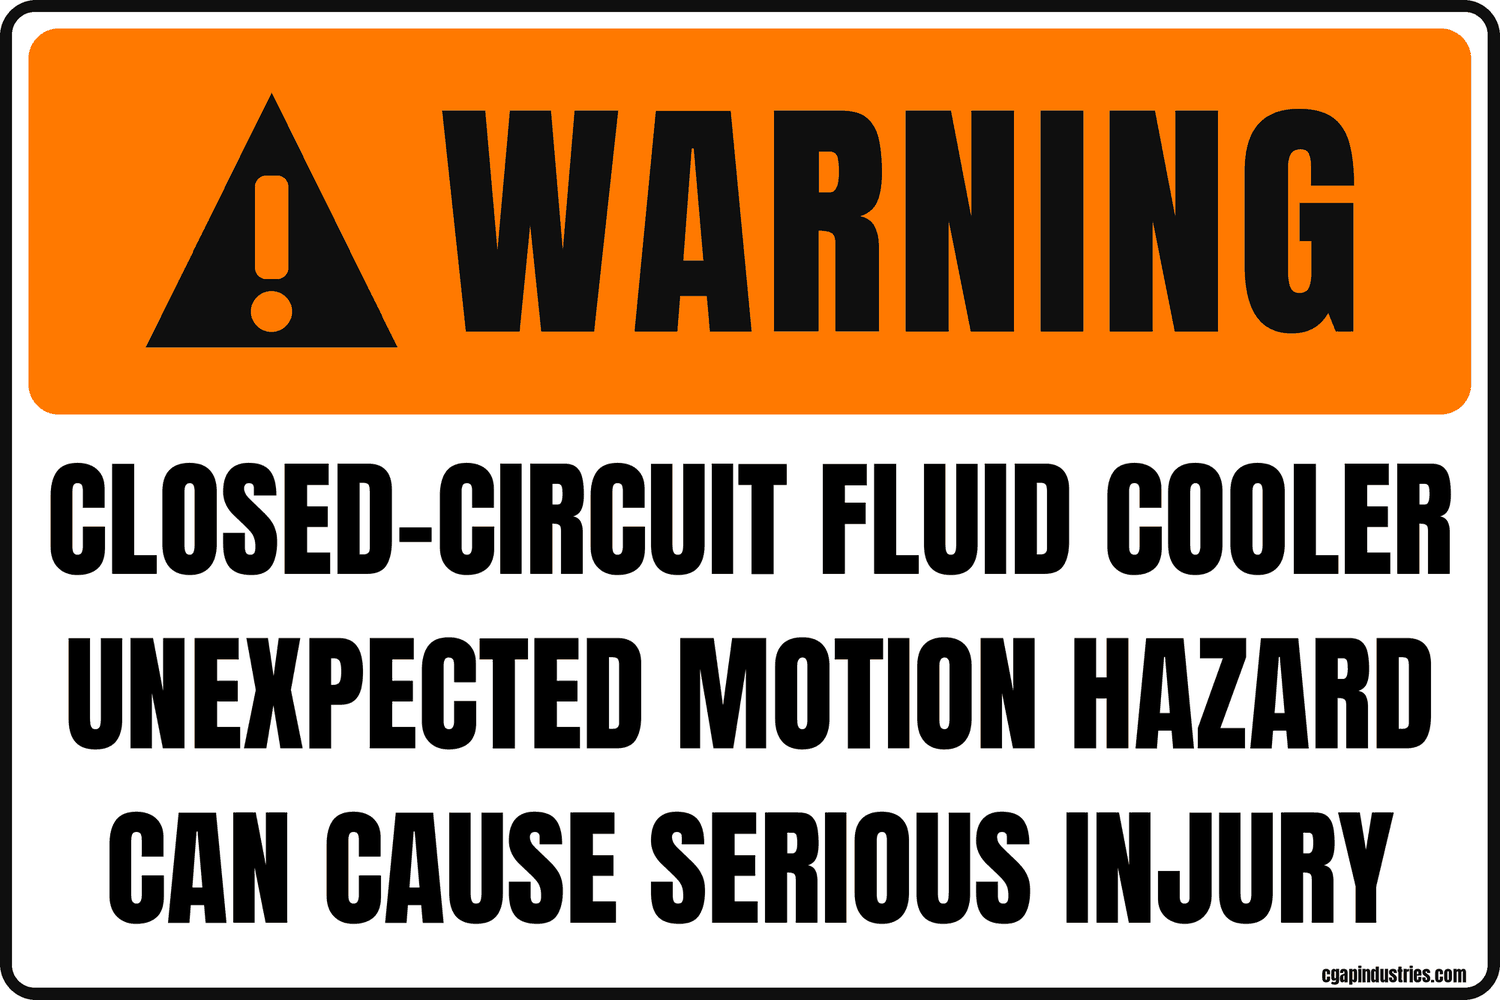 WARNING
CLOSED-CIRCUIT FLUID COOLER
UNEXPECTED MOTION HAZARD
CAN CAUSE SERIOUS INJURY
cgapindustries.com